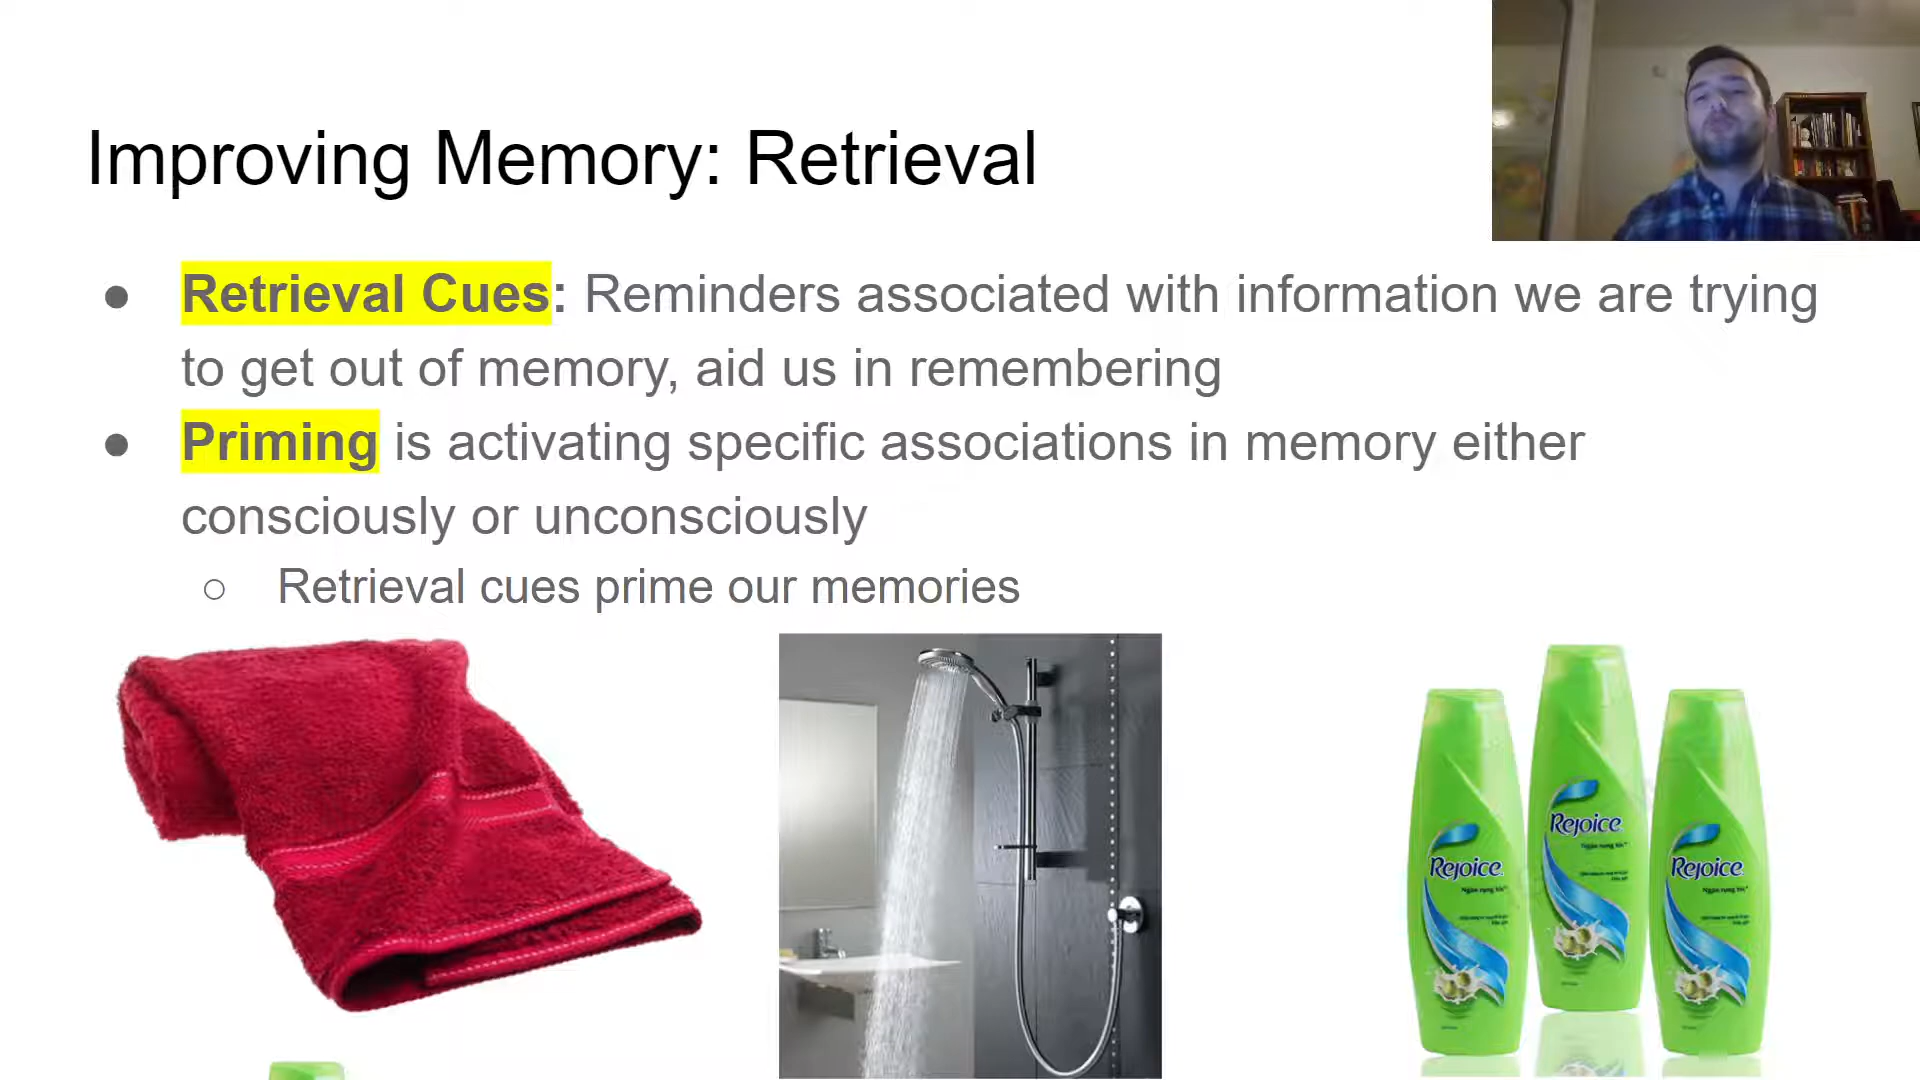 Improving Memory: Retrieval
● Retrieval Cues: Reminders associated with information we are trying
to get out of memory, aid us in remembering
● Priming is activating specific associations in memory either
consciously or unconsciously
○ Retrieval cues prime our memories
Rejoice
Rejoice
Rejoice